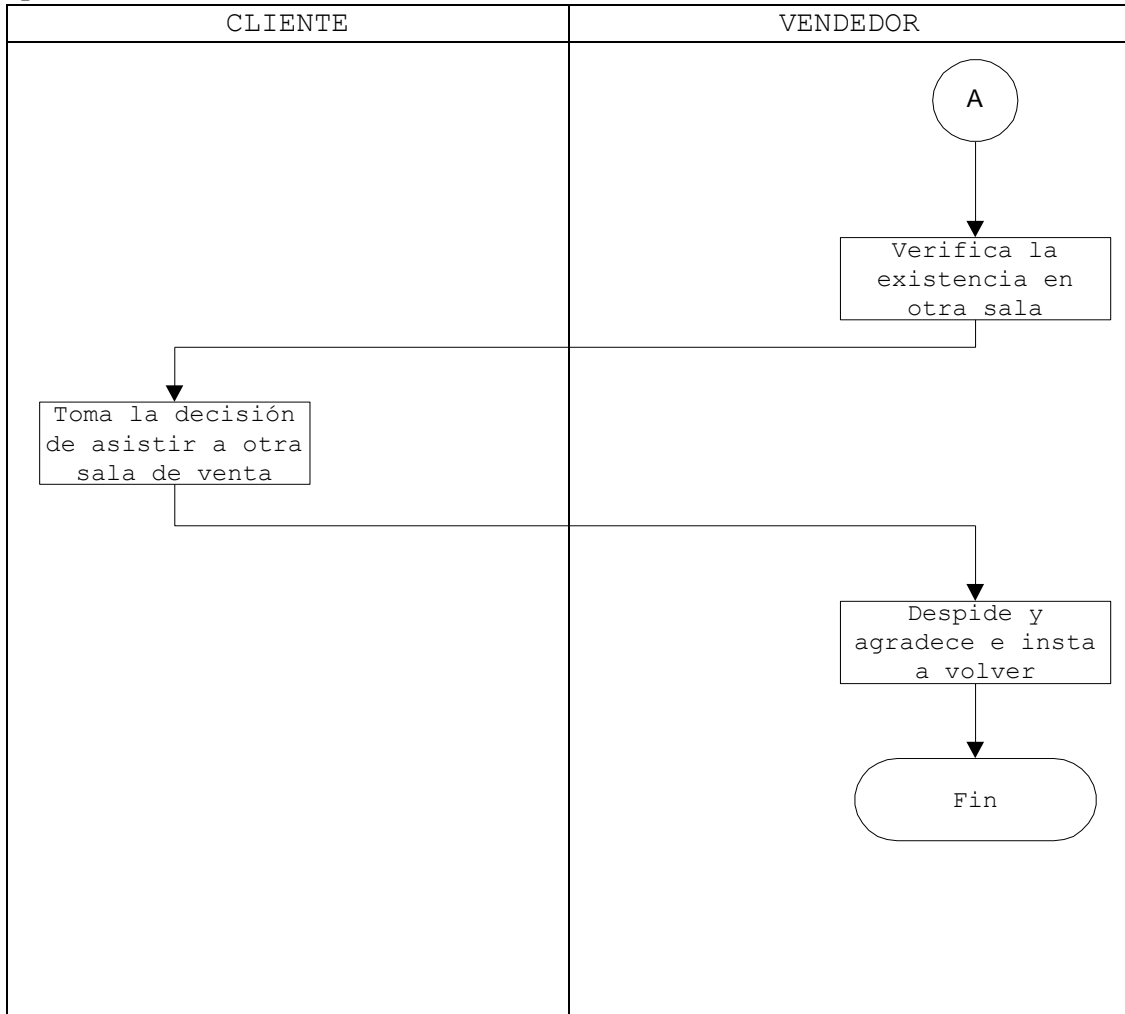 CLIENTE
VENDEDOR
A
Verifica la
existencia en
otra sala
Toma la decisión
de asistir a otra
sala de venta
Despide y
agradece e insta
a volver
Fin